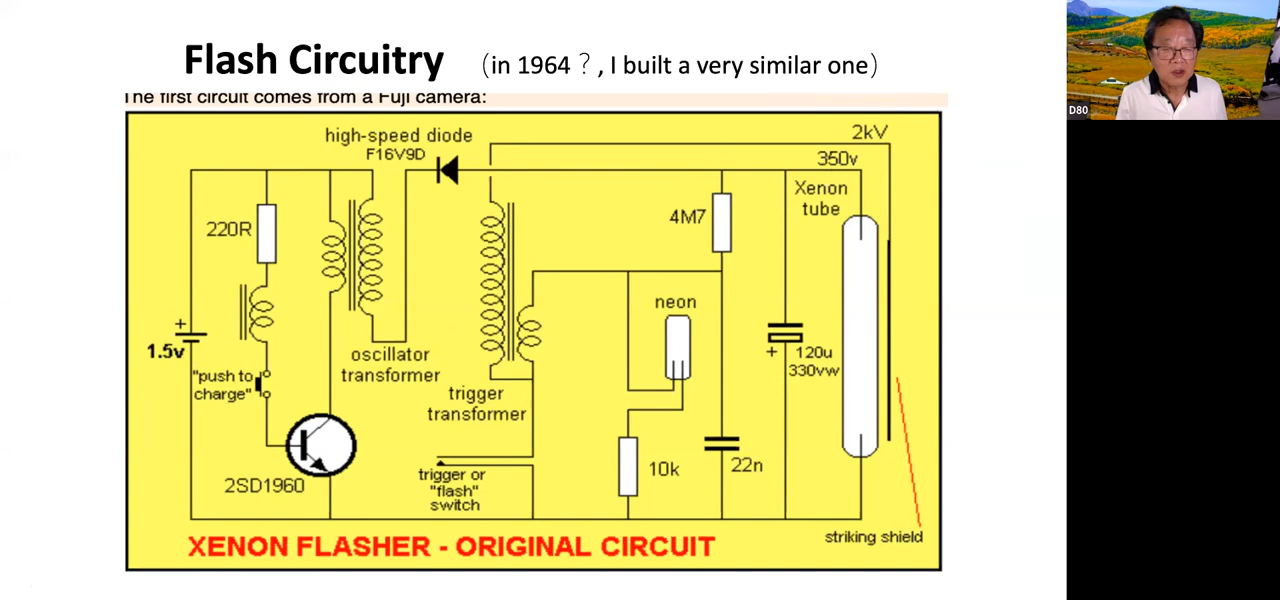 Flash Circuitry (in 1964？, I built a very similar one)
The first circuit comes from a Fuji camera:
D80
high-speed diode
F16V9D
2kV
350v
Xenon
tube
220R
4M7
neon
+
1.5v
"push to
charge"
oscillator
transformer
trigger
transformer
+ 120u
330vw
2SD1960
trigger or
"flash"
switch
10k
22n
striking shield
XENON FLASHER - ORIGINAL CIRCUIT